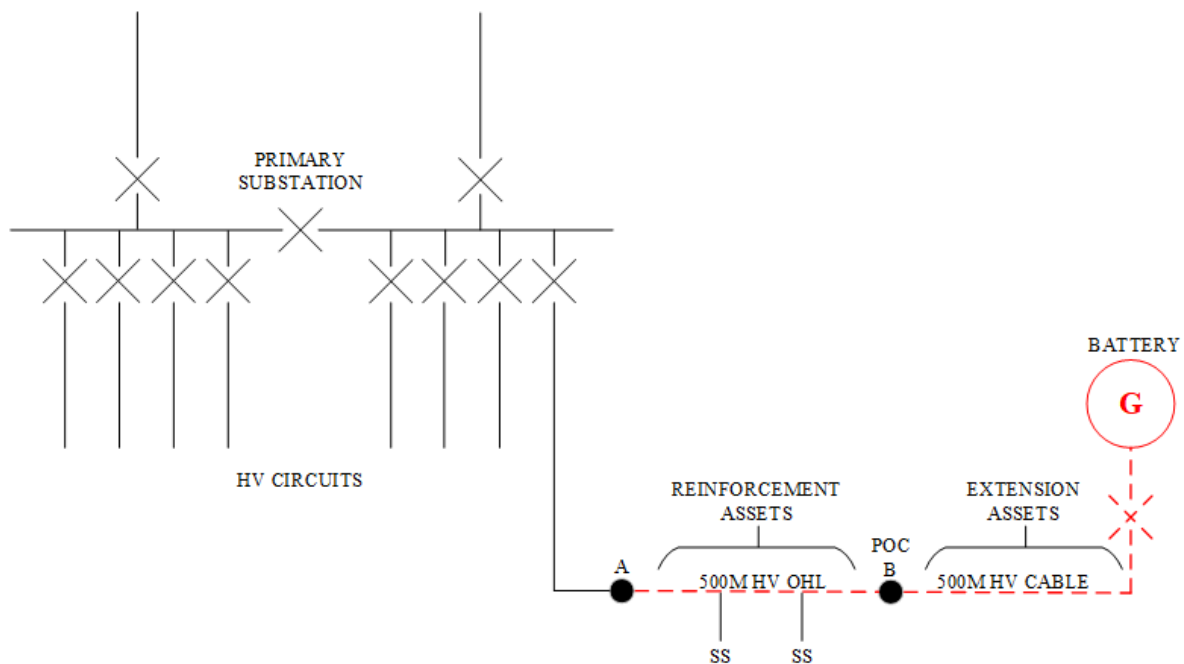 PRIMARY
SUBSTATION
BATTERY
G
HV CIRCUITS
REINFORCEMENT
ASSETS
EXTENSION
ASSETS
POC
A
B
500M HV OHL
500M HV CABLE
SS
SS